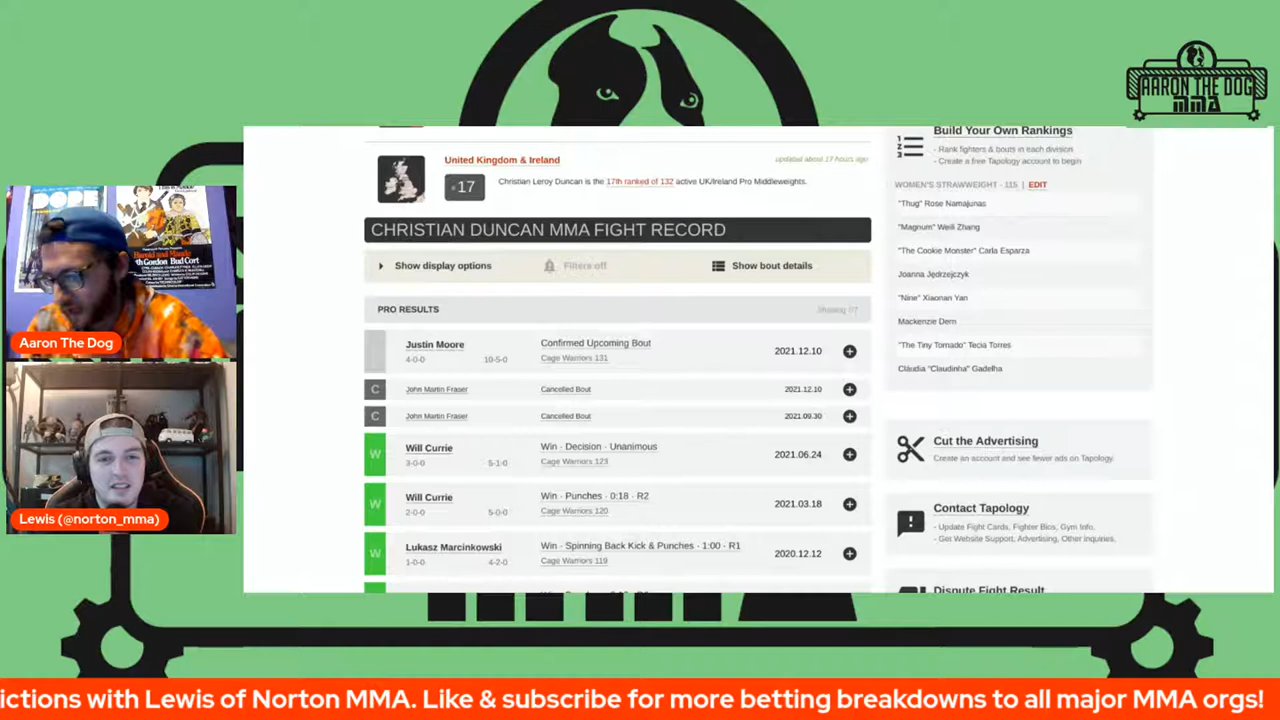 AARON THE DOG
MMA
United Kingdom & Ireland
updated about 17 hours ago
#17
Christian Leroy Duncan is the 17th ranked of 132 active UK/Ireland Pro Middleweights.
CHRISTIAN DUNCAN MMA FIGHT RECORD
Show display options
Filters off
Show bout details
PRO RESULTS
Justin Moore
Confirmed Upcoming Bout
4-0-0
10-5-0
Cage Warriors 131
2021.12.10
C
John Martin Fraser
Cancelled Bout
2021.12.10
C
John Martin Fraser
Cancelled Bout
2021.09.30
W
Will Currie
Win · Decision · Unanimous
3-0-0
5-1-0
Cage Warriors 123
2021.06.24
W
Will Currie
Win · Punches · 0:18 · R2
2-0-0
5-0-0
Cage Warriors 120
2021.03.18
W
Lukasz Marcinkowski
Win · Spinning Back Kick & Punches · 1:00 · R1
1-0-0
4-2-0
Cage Warriors 119
2020.12.12
Build Your Own Rankings
- Rank fighters & bouts in each division
- Create a free Tapology account to begin
WOMEN'S STRAWWEIGHT - 115 | EDIT
"Thug" Rose Namajunas
"Magnum" Weili Zhang
"The Cookie Monster" Carla Esparza
Joanna Jędrzejczyk
"Nine" Xiaonan Yan
Mackenzie Dern
"The Tiny Tornado" Tecia Torres
Cláudia "Claudinha" Gadelha
Cut the Advertising
Create an account and see fewer ads on Tapology.
Contact Tapology
- Update Fight Cards, Fighter Bios, Gym Info.
- Get Website Support, Advertising, Other Inquiries.
Dispute Fight Result
DOPE
Harold and Maude
Aaron The Dog
Lewis (@norton_mma)
ictions with Lewis of Norton MMA. Like & subscribe for more betting breakdowns to all major MMA orgs!